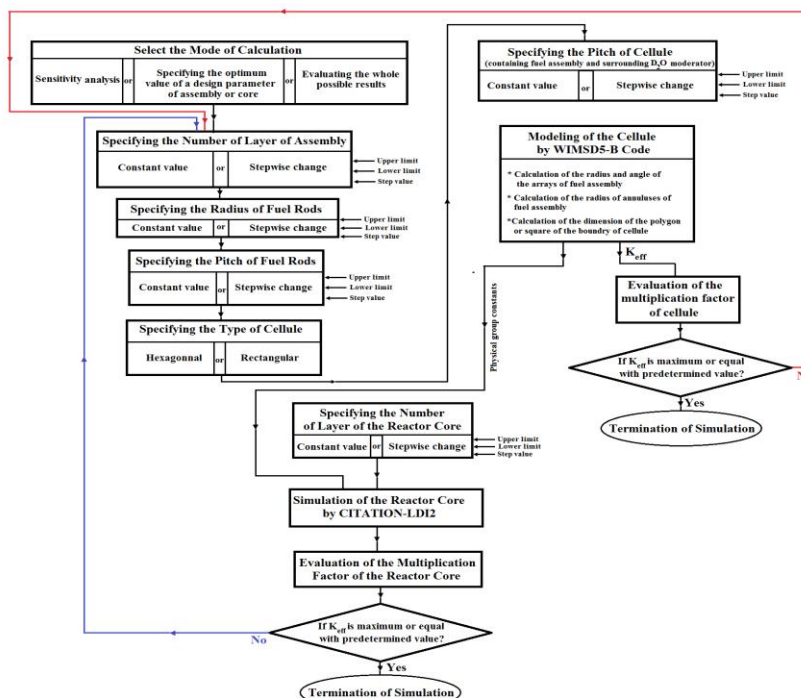 Select the Mode of Calculation
Sensitivity analysis
or
Specifying the optimum
value of a design parameter
of assembly or core
or
Evaluating the whole
possible results
Specifying the Number of Layer of Assembly
Constant value
or
Stepwise change
Upper limit
Lower limit
Step value
Specifying the Radius of Fuel Rods
Constant value
or
Stepwise change
Upper limit
Lower limit
Step value
Specifying the Pitch of Fuel Rods
Constant value
or
Stepwise change
Upper limit
Lower limit
Step value
Specifying the Type of Cellule
Hexagonnal
or
Rectangular
Specifying the Pitch of Cellule
(containing fuel assembly and surrounding D2O moderator)
Constant value
or
Stepwise change
Upper limit
Lower limit
Step value
Modeling of the Cellule
by WIMSD5-B Code
* Calculation of the radius and angle of
the arrays of fuel assembly
* Calculation of the radius of annuluses of
fuel assembly
*Calculation of the dimension of the polygon
or square of the boundry of cellule
Keff
Evaluation of the
multiplication factor
of cellule
If Keff is maximum or equal
with predetermined value?
N
Yes
Termination of Simulation
Physical group constants
Specifying the Number
of Layer of the Reactor Core
Constant value
or
Stepwise change
Upper limit
Lower limit
Step value
Simulation of the Reactor Core
by CITATION-LDI2
Evaluation of the Multiplication
Factor of the Reactor Core
If Keff is maximum or equal
with predetermined value?
No
Yes
Termination of Simulation